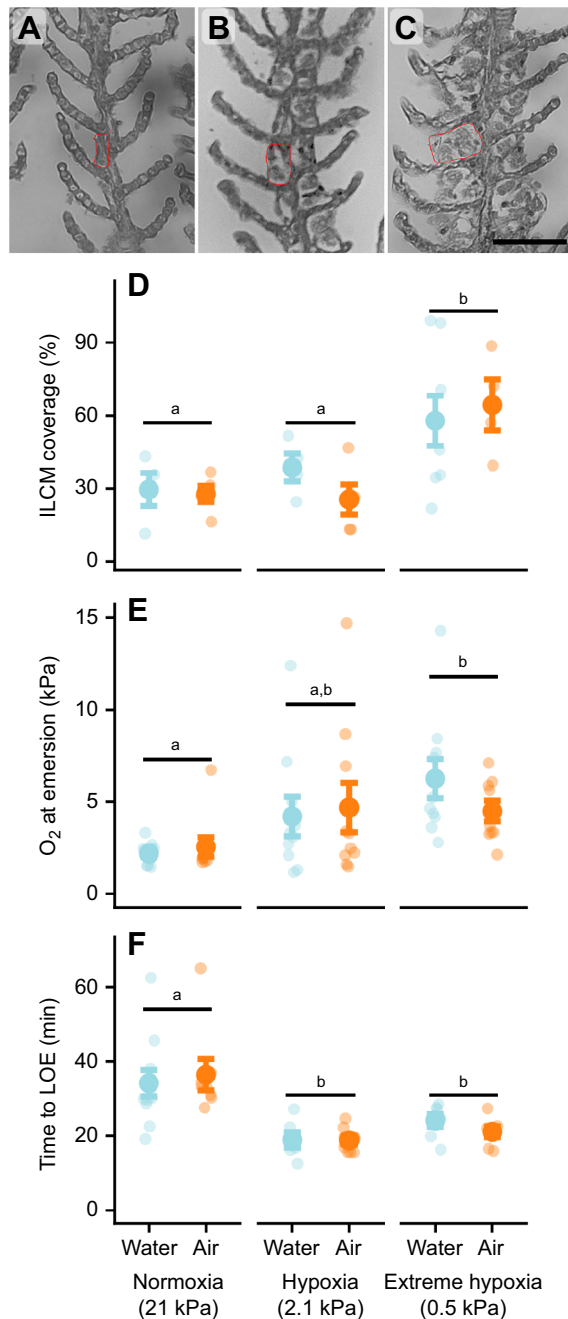 A B C
D
ILCM coverage (%)
90
60
30
0
a
a
b
E
O2 at emersion (kPa)
15
10
5
0
a
a,b
b
F
Time to LOE (min)
60
40
20
0
a
b
b
Water Air Water Air Water Air
Normoxia Hypoxia Extreme hypoxia
(21 kPa) (2.1 kPa) (0.5 kPa)